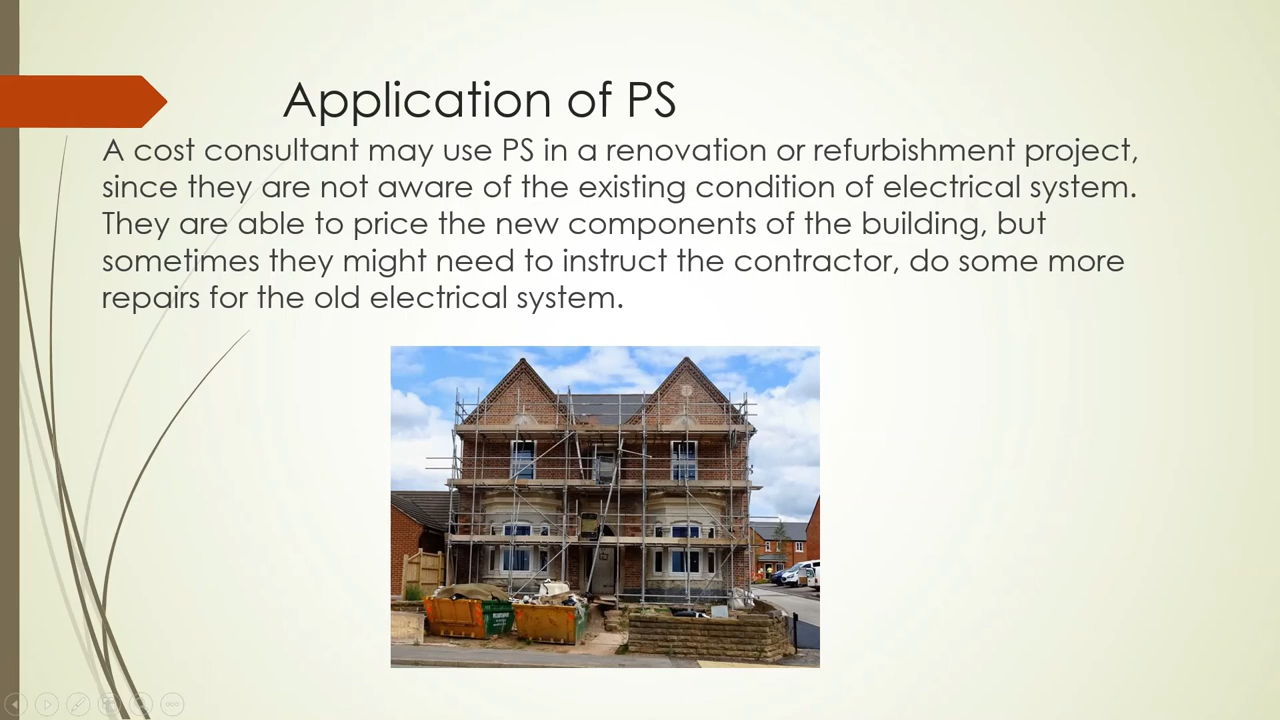 Application of PS
A cost consultant may use PS in a renovation or refurbishment project,
since they are not aware of the existing condition of electrical system.
They are able to price the new components of the building, but
sometimes they might need to instruct the contractor, do some more
repairs for the old electrical system.